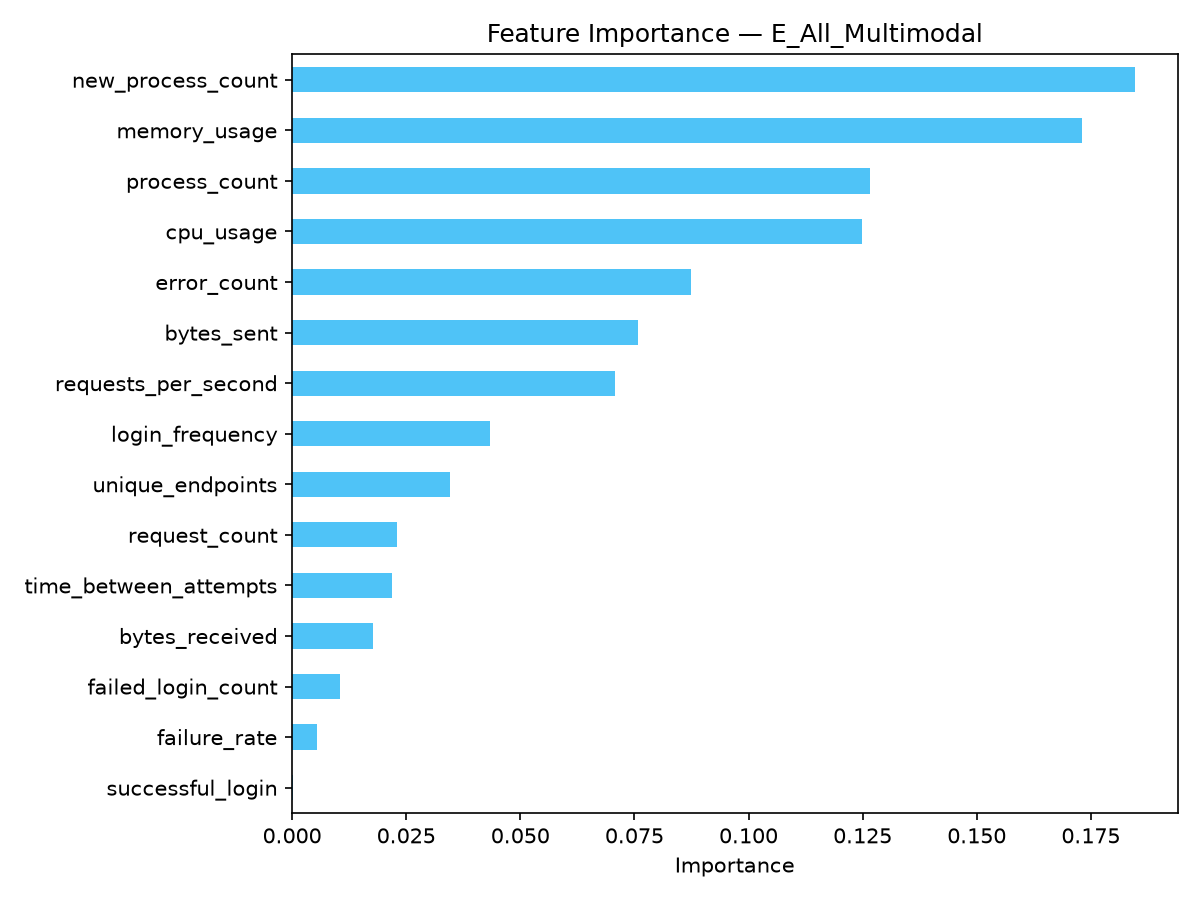 Feature Importance — E_All_Multimodal
new_process_count
memory_usage
process_count
cpu_usage
error_count
bytes_sent
requests_per_second
login_frequency
unique_endpoints
request_count
time_between_attempts
bytes_received
failed_login_count
failure_rate
successful_login
0.000 0.025 0.050 0.075 0.100 0.125 0.150 0.175
Importance